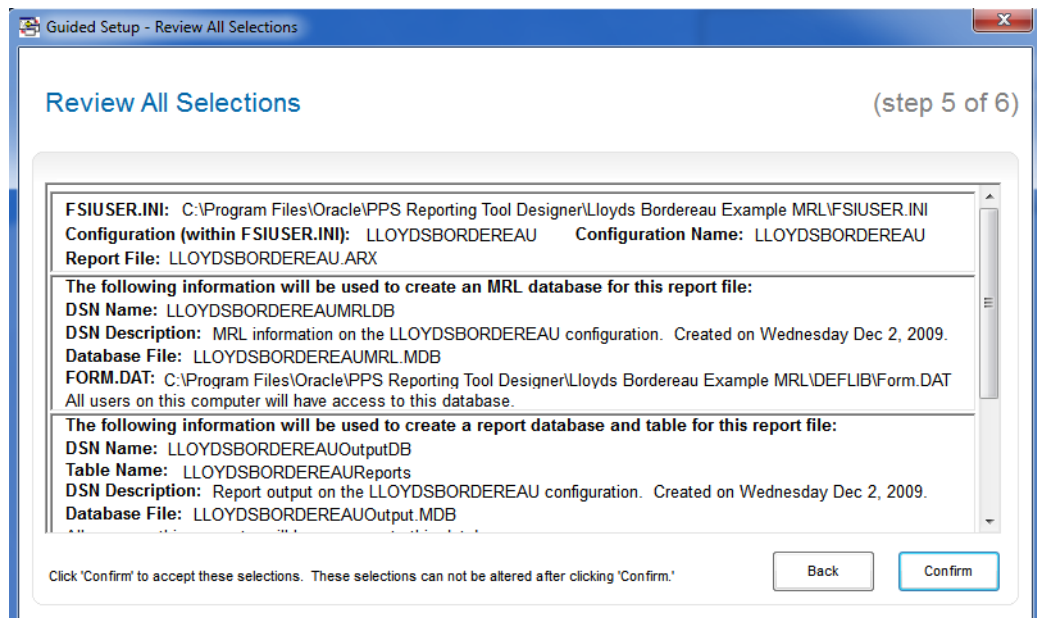 Guided Setup - Review All Selections
Review All Selections
(step 5 of 6)
FSIUSER.INI: C:\Program Files\Oracle\PPS Reporting Tool Designer\Lloyds Bordereau Example MRL\FSIUSER.INI
Configuration (within FSIUSER.INI): LLOYDSBORDEREAU Configuration Name: LLOYDSBORDEREAU
Report File: LLOYDSBORDEREAU.ARX
The following information will be used to create an MRL database for this report file:
DSN Name: LLOYDSBORDEREAUMRLDB
DSN Description: MRL information on the LLOYDSBORDEREAU configuration. Created on Wednesday Dec 2, 2009.
Database File: LLOYDSBORDEREAUMRL.MDB
FORM.DAT: C:\Program Files\Oracle\PPS Reporting Tool Designer\Lloyds Bordereau Example MRL\DEFLIB\Form.DAT
All users on this computer will have access to this database.
The following information will be used to create a report database and table for this report file:
DSN Name: LLOYDSBORDEREAUOutputDB
Table Name: LLOYDSBORDEREAUReports
DSN Description: Report output on the LLOYDSBORDEREAU configuration. Created on Wednesday Dec 2, 2009.
Database File: LLOYDSBORDEREAUOutput.MDB
Click 'Confirm' to accept these selections. These selections can not be altered after clicking 'Confirm.'
Back
Confirm